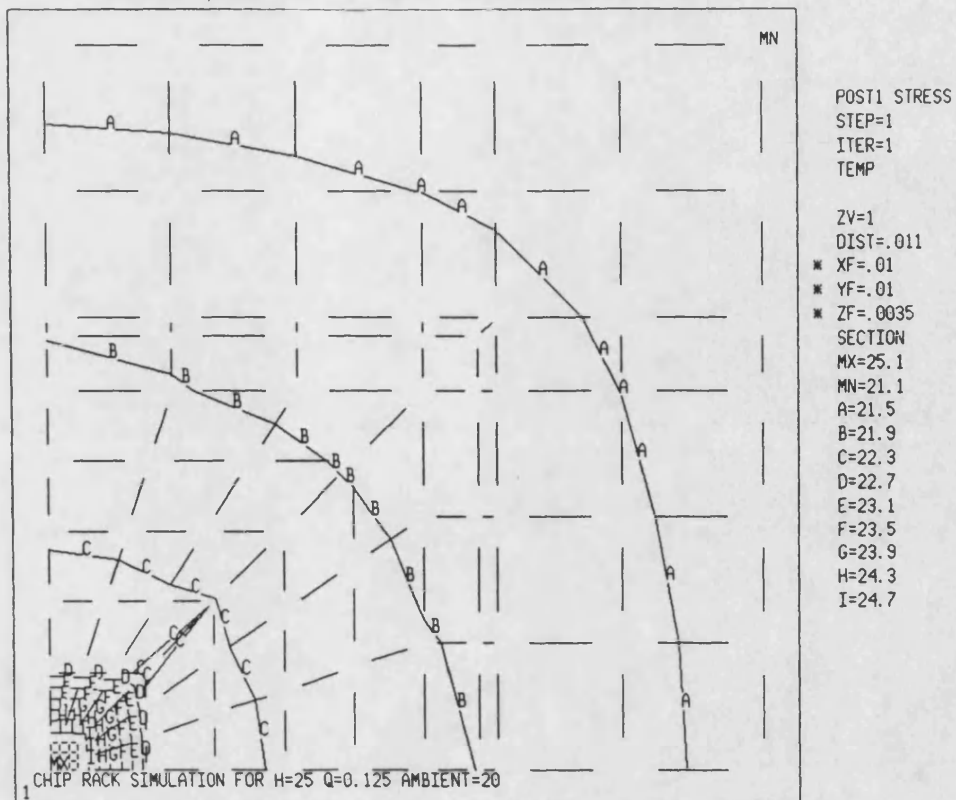 MN
POST1 STRESS
STEP=1
ITER=1
TEMP
ZV=1
DIST=.011
* XF=.01
* YF=.01
* ZF=.0035
SECTION
MX=25.1
MN=21.1
A=21.5
B=21.9
C=22.3
D=22.7
E=23.1
F=23.5
G=23.9
H=24.3
I=24.7
A
A
A
A
A
A
A
A
A
A
A
B
B
B
B
B
B
B
B
B
B
C
C
C
C
C
C
C
MX
CHIP RACK SIMULATION FOR H=25 Q=0.125 AMBIENT=20
1